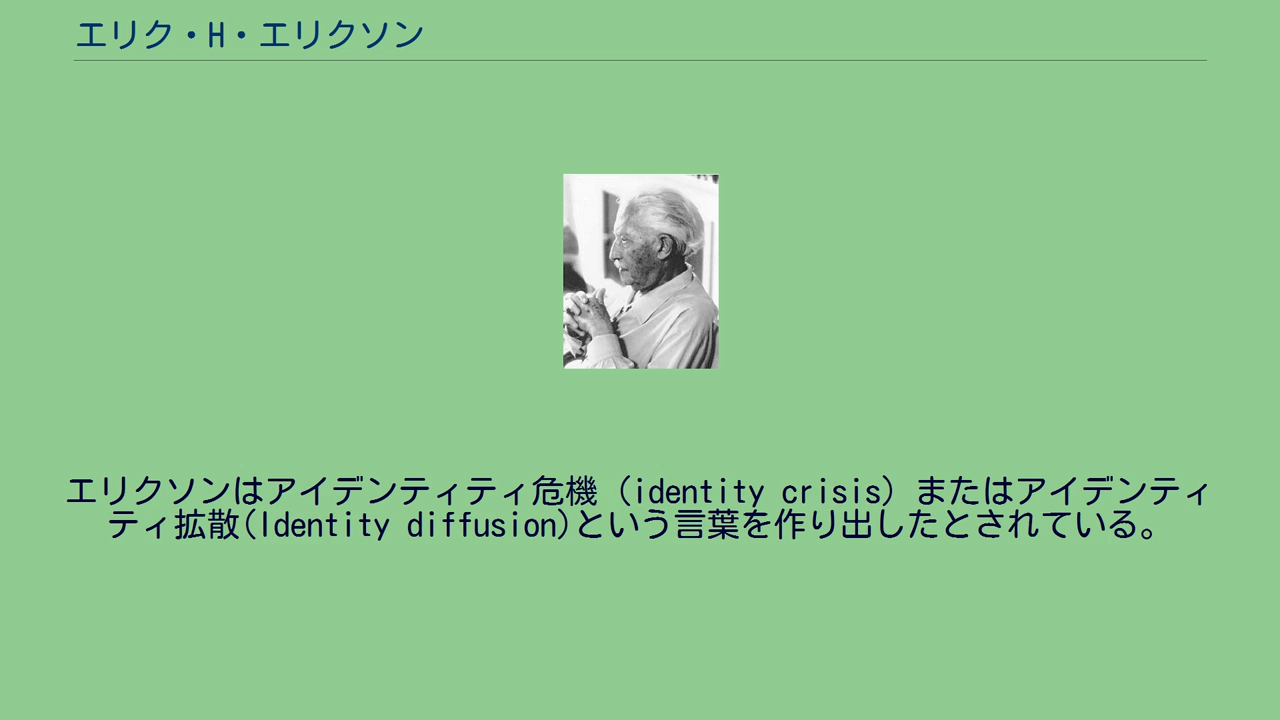 エリク・H・エリクソン
エリクソンはアイデンティティ危機（identity crisis）またはアイデンティ
ティ拡散(Identity diffusion)という言葉を作り出したとされている。